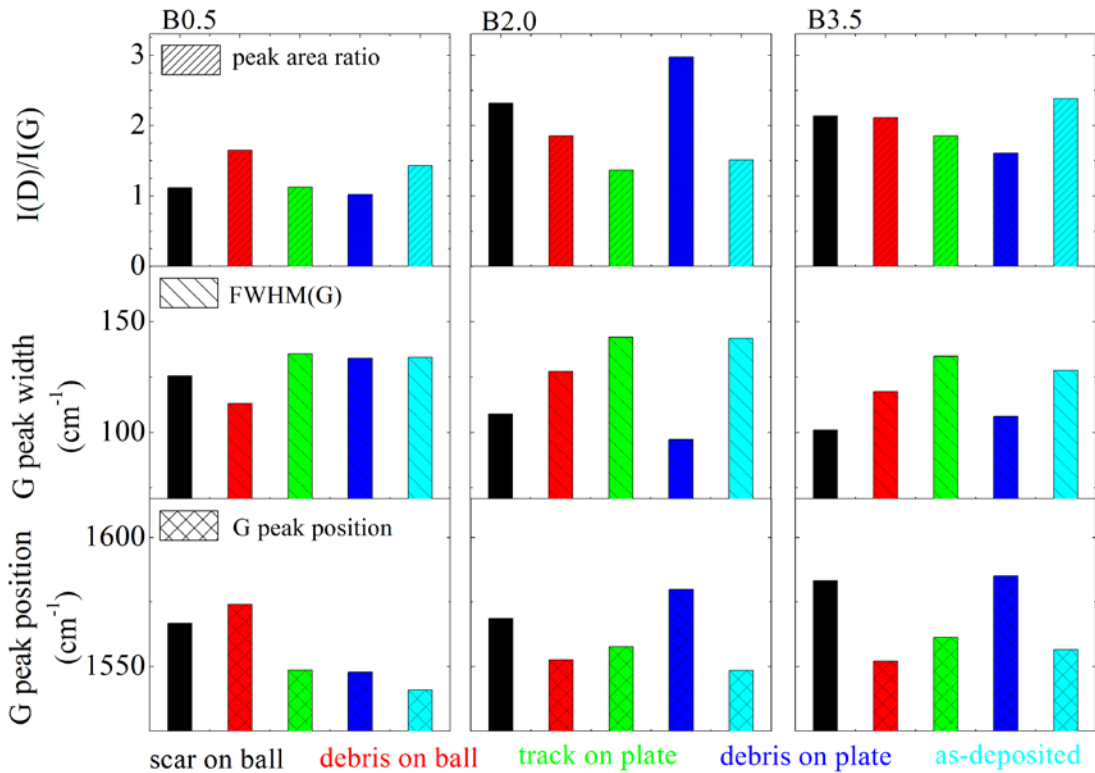 B0.5 B2.0 B3.5
I(D)/I(G)
3
2
1
0
peak area ratio
G peak width
(cm⁻¹)
150
100
FWHM(G)
G peak position
(cm⁻¹)
1600
1550
G peak position
scar on ball debris on ball track on plate debris on plate as-deposited